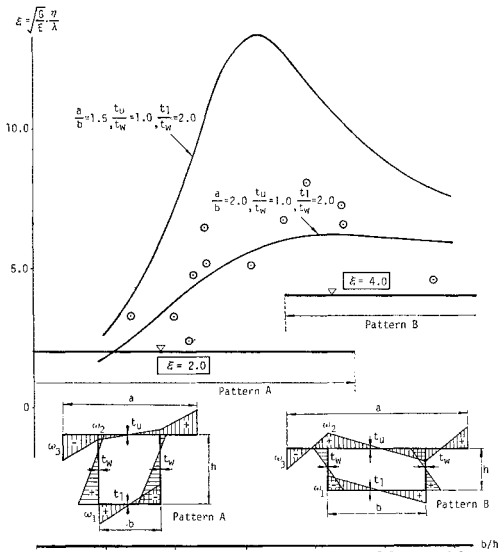 ξ=√(G/E)·η/λ
10.0
a/b=1.5, tu/tw=1.0, tl/tw=2.0
a/b=2.0, tu/tw=1.0, tl/tw=2.0
5.0
ξ=4.0
Pattern B
ξ=2.0
Pattern A
0
a
ω3 - ω2 tu +
tw tw h
+ +
ω1 tl b
Pattern A
a
ω2 tu +
ω3 - tw h
ω1 tl
b Pattern B
b/h